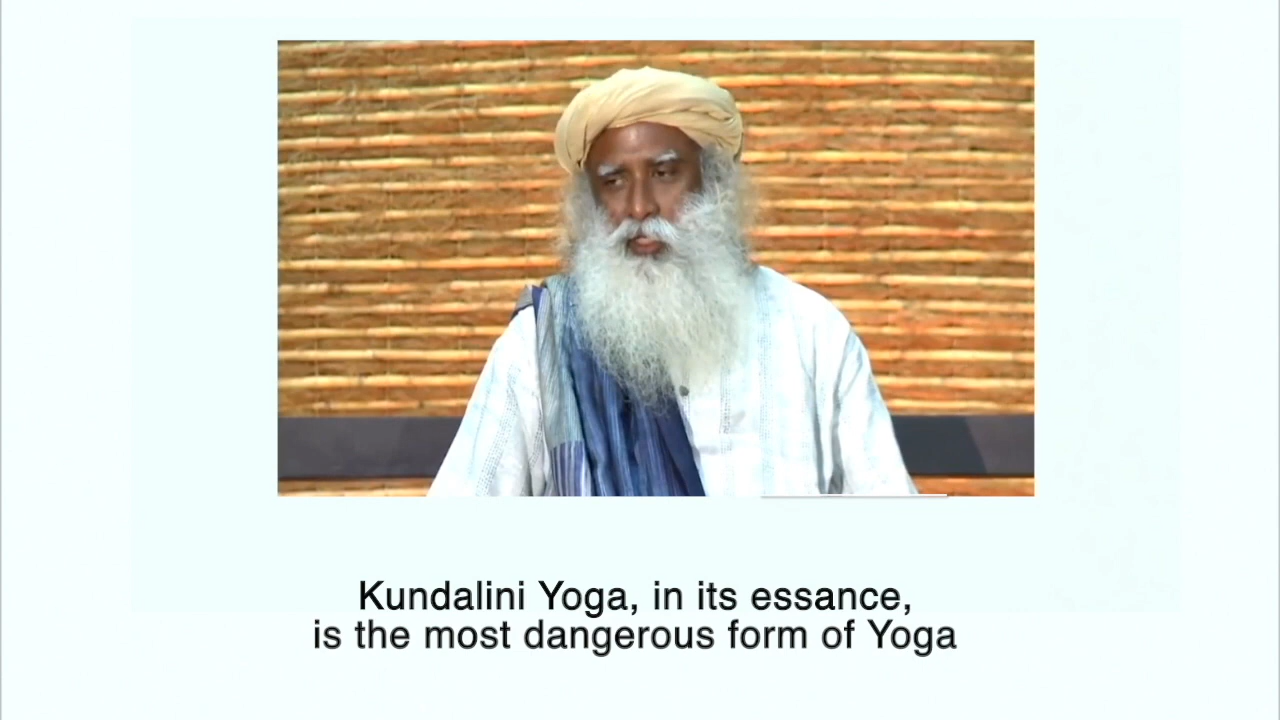 Kundalini Yoga, in its essance,
is the most dangerous form of Yoga